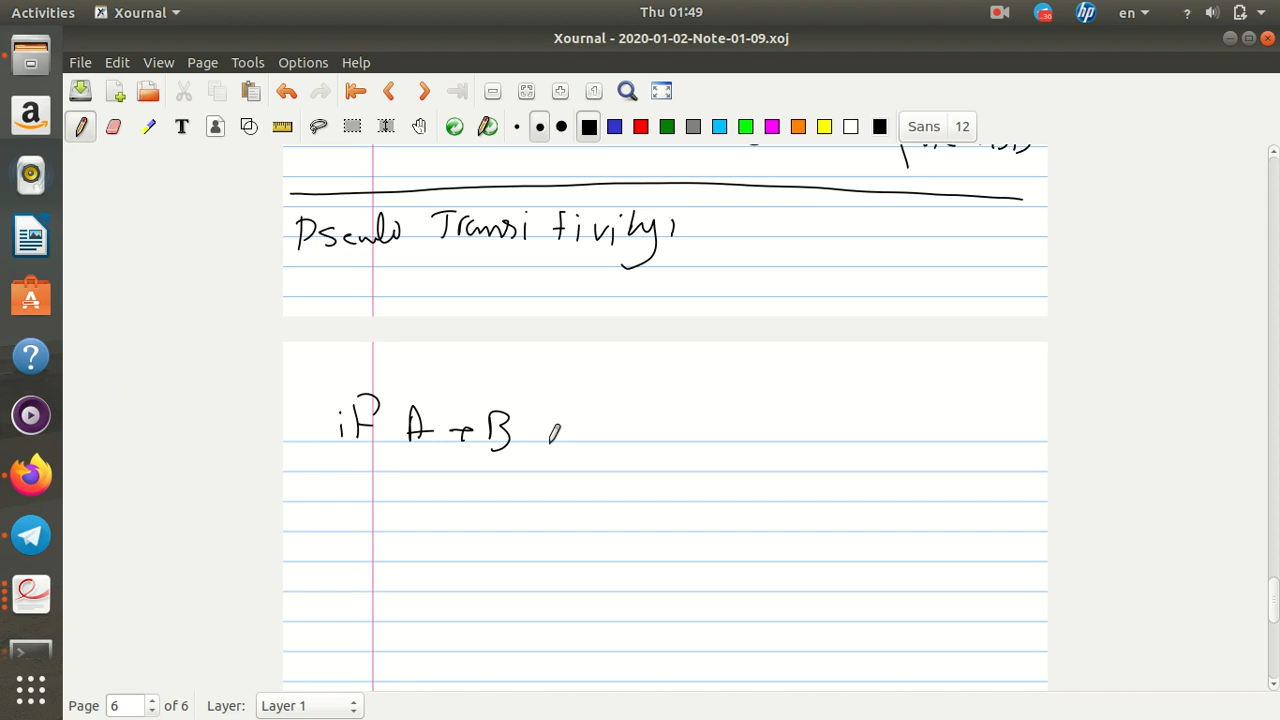 Activities Xournal Thu 01:49 36 en ?
Xournal - 2020-01-02-Note-01-09.xoj
File Edit View Page Tools Options Help
T Sans 12
Pseudo Transitivity:
if A → B
Page 6 of 6 Layer: Layer 1